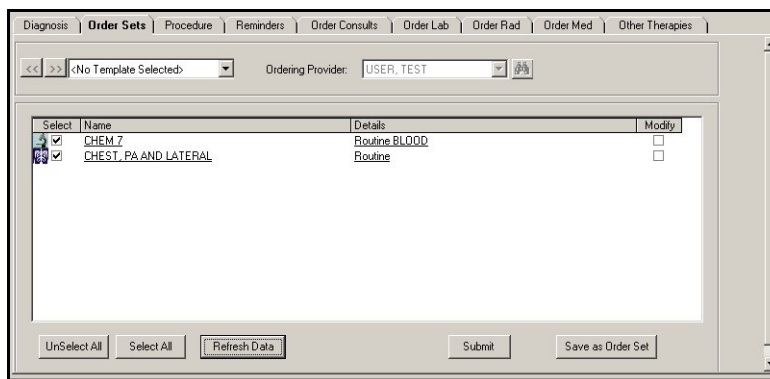 Diagnosis Order Sets Procedure Reminders Order Consults Order Lab Order Rad Order Med Other Therapies
<< >> <No Template Selected> Ordering Provider: USER, TEST
Select Name Details Modify
CHEM 7 Routine BLOOD
CHEST, PA AND LATERAL Routine
UnSelect All Select All Refresh Data Submit Save as Order Set